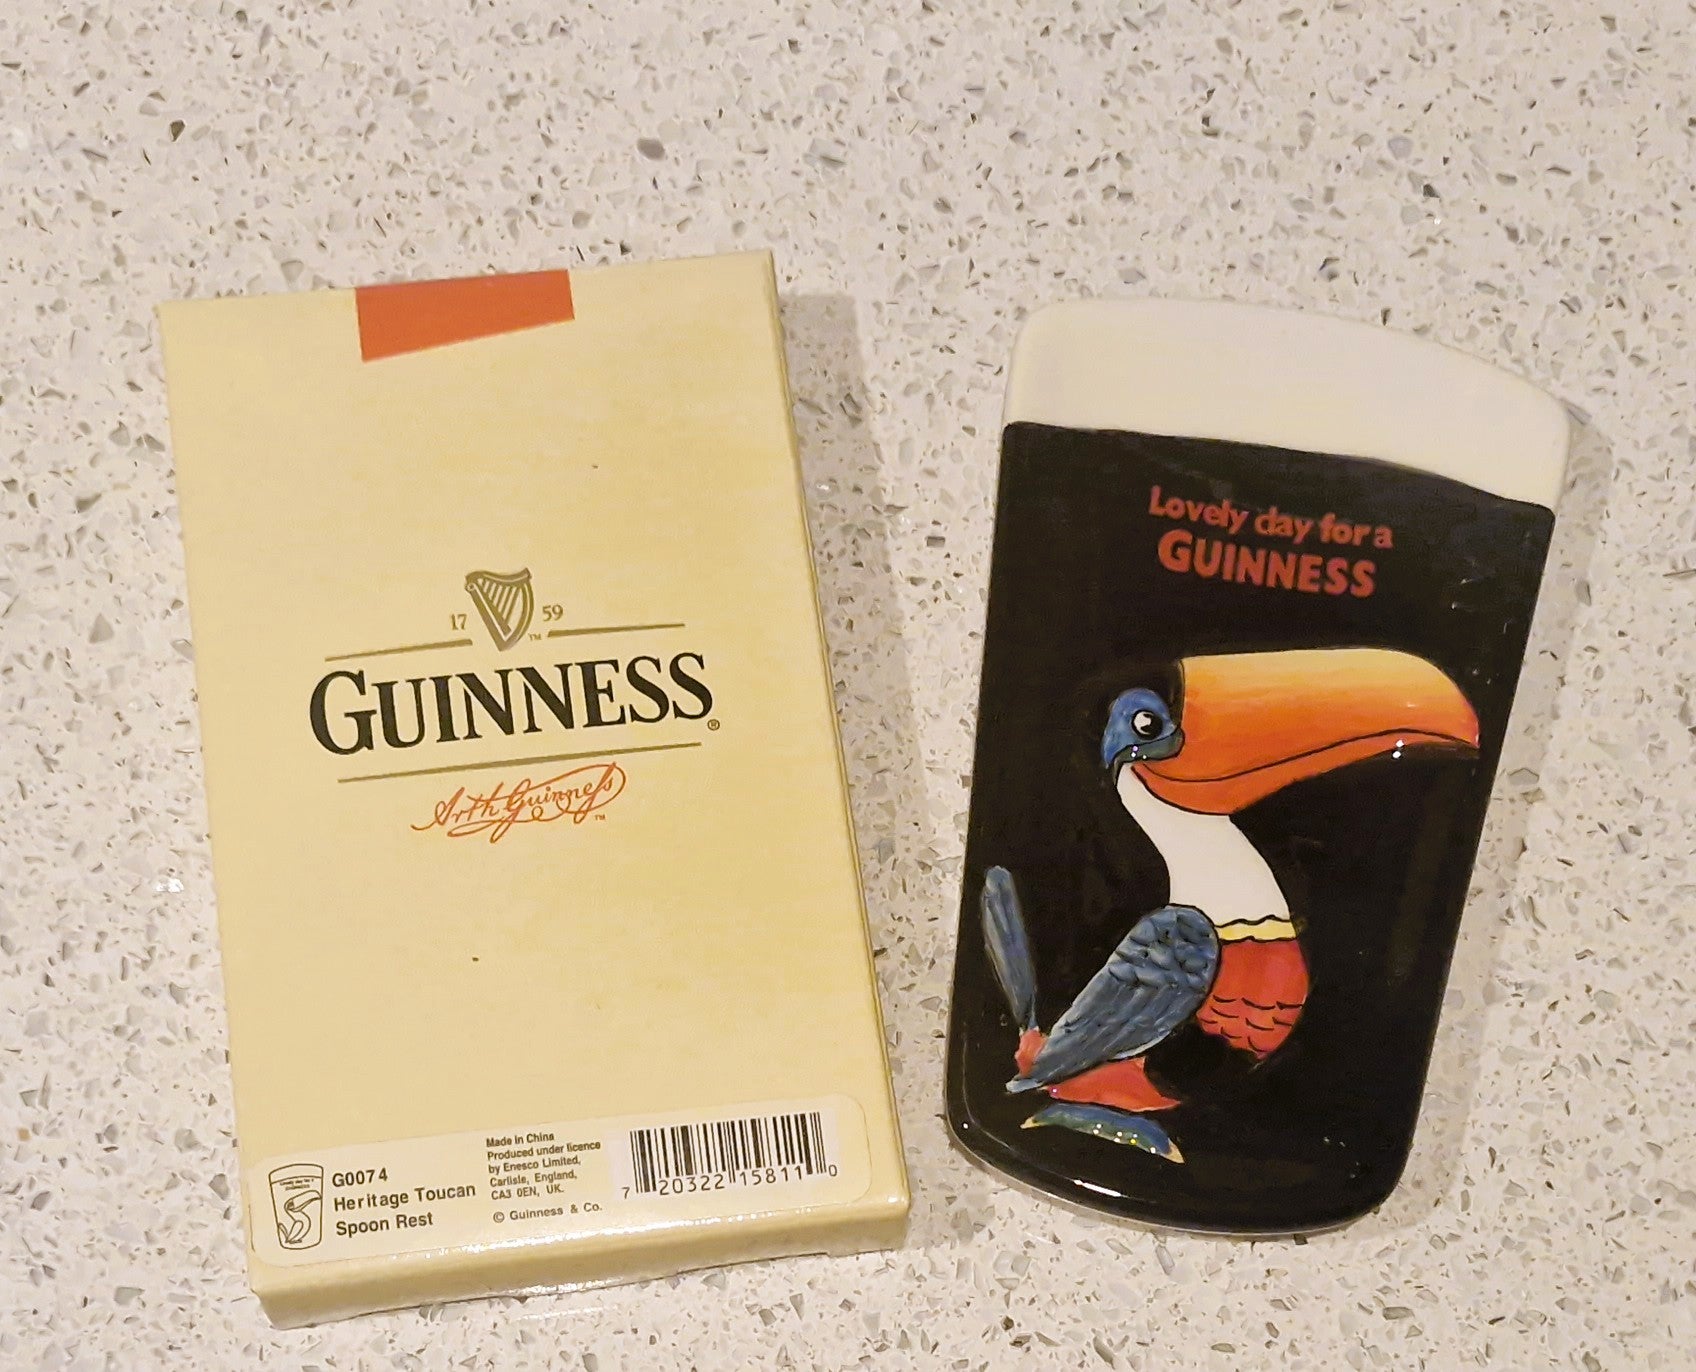 17 59
TM
GUINNESS
®
Arth Guinness
TM
G0074
Heritage Toucan
Spoon Rest
Made in China
Produced under licence
by Enesco Limited,
Carlisle, England,
CA3 0EN, UK.
© Guinness & Co.
7 20322 15811 0
Lovely day for a
GUINNESS